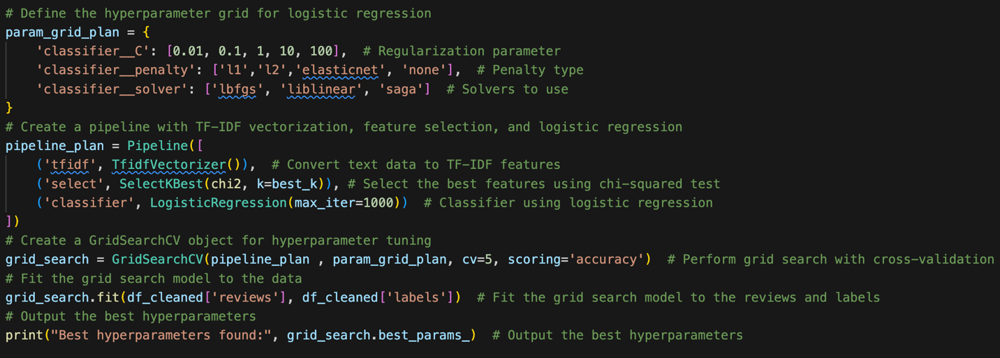 # Define the hyperparameter grid for logistic regression
param_grid_plan = {
    'classifier__C': [0.01, 0.1, 1, 10, 100],  # Regularization parameter
    'classifier__penalty': ['l1','l2','elasticnet', 'none'],  # Penalty type
    'classifier__solver': ['lbfgs', 'liblinear', 'saga']  # Solvers to use
}
# Create a pipeline with TF-IDF vectorization, feature selection, and logistic regression
pipeline_plan = Pipeline([
    ('tfidf', TfidfVectorizer()),  # Convert text data to TF-IDF features
    ('select', SelectKBest(chi2, k=best_k)), # Select the best features using chi-squared test
    ('classifier', LogisticRegression(max_iter=1000))  # Classifier using logistic regression
])
# Create a GridSearchCV object for hyperparameter tuning
grid_search = GridSearchCV(pipeline_plan , param_grid_plan, cv=5, scoring='accuracy')  # Perform grid search with cross-validation
# Fit the grid search model to the data
grid_search.fit(df_cleaned['reviews'], df_cleaned['labels'])  # Fit the grid search model to the reviews and labels
# Output the best hyperparameters
print("Best hyperparameters found:", grid_search.best_params_)  # Output the best hyperparameters